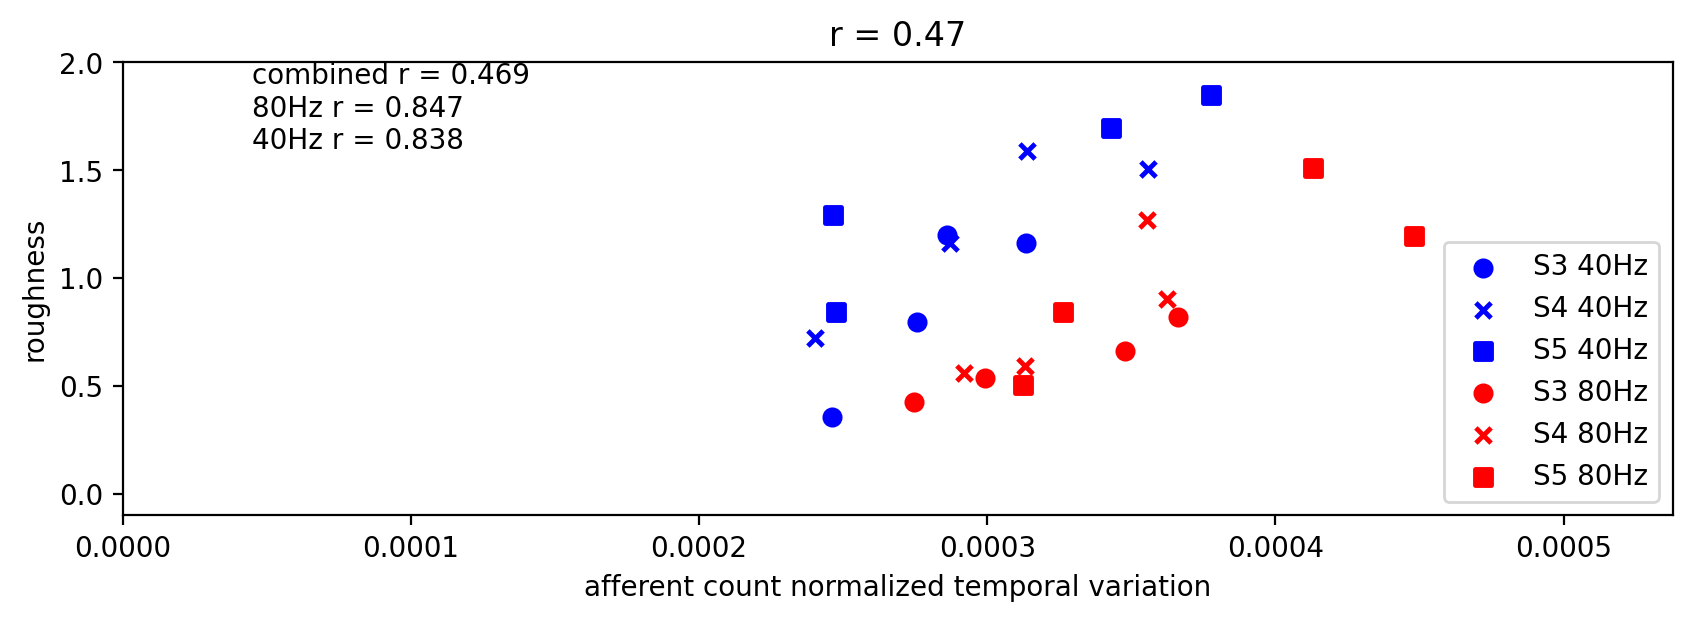 r = 0.47
combined r = 0.469
80Hz r = 0.847
40Hz r = 0.838
2.0
1.5
1.0
0.5
0.0
roughness
S3 40Hz
S4 40Hz
S5 40Hz
S3 80Hz
S4 80Hz
S5 80Hz
0.0000 0.0001 0.0002 0.0003 0.0004 0.0005
afferent count normalized temporal variation